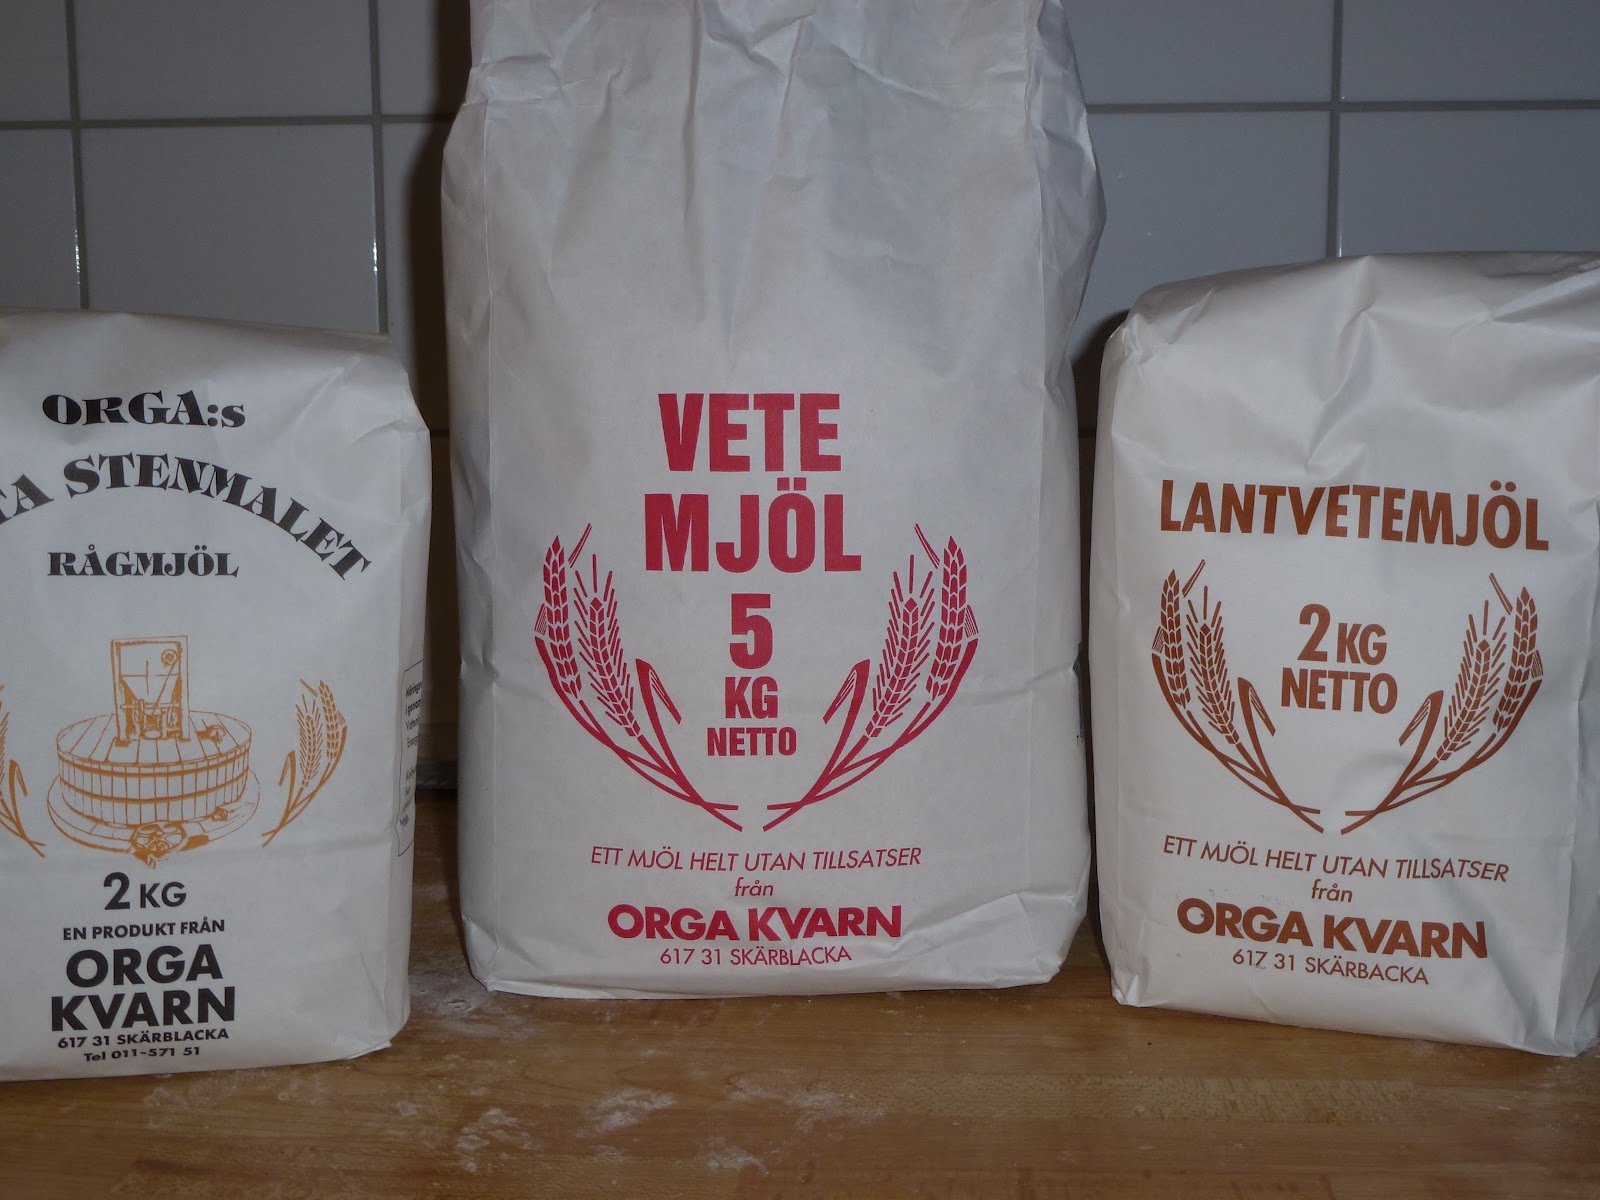 ORGA:s
TA STENMALET
RÅGMJÖL
2 KG
EN PRODUKT FRÅN
ORGA
KVARN
617 31 SKÄRBLACKA
Tel 011-571 51
VETE
MJÖL
5
KG
NETTO
ETT MJÖL HELT UTAN TILLSATSER
från
ORGA KVARN
617 31 SKÄRBLACKA
LANTVETEMJÖL
2 KG
NETTO
ETT MJÖL HELT UTAN TILLSATSER
från
ORGA KVARN
617 31 SKÄRBACKA